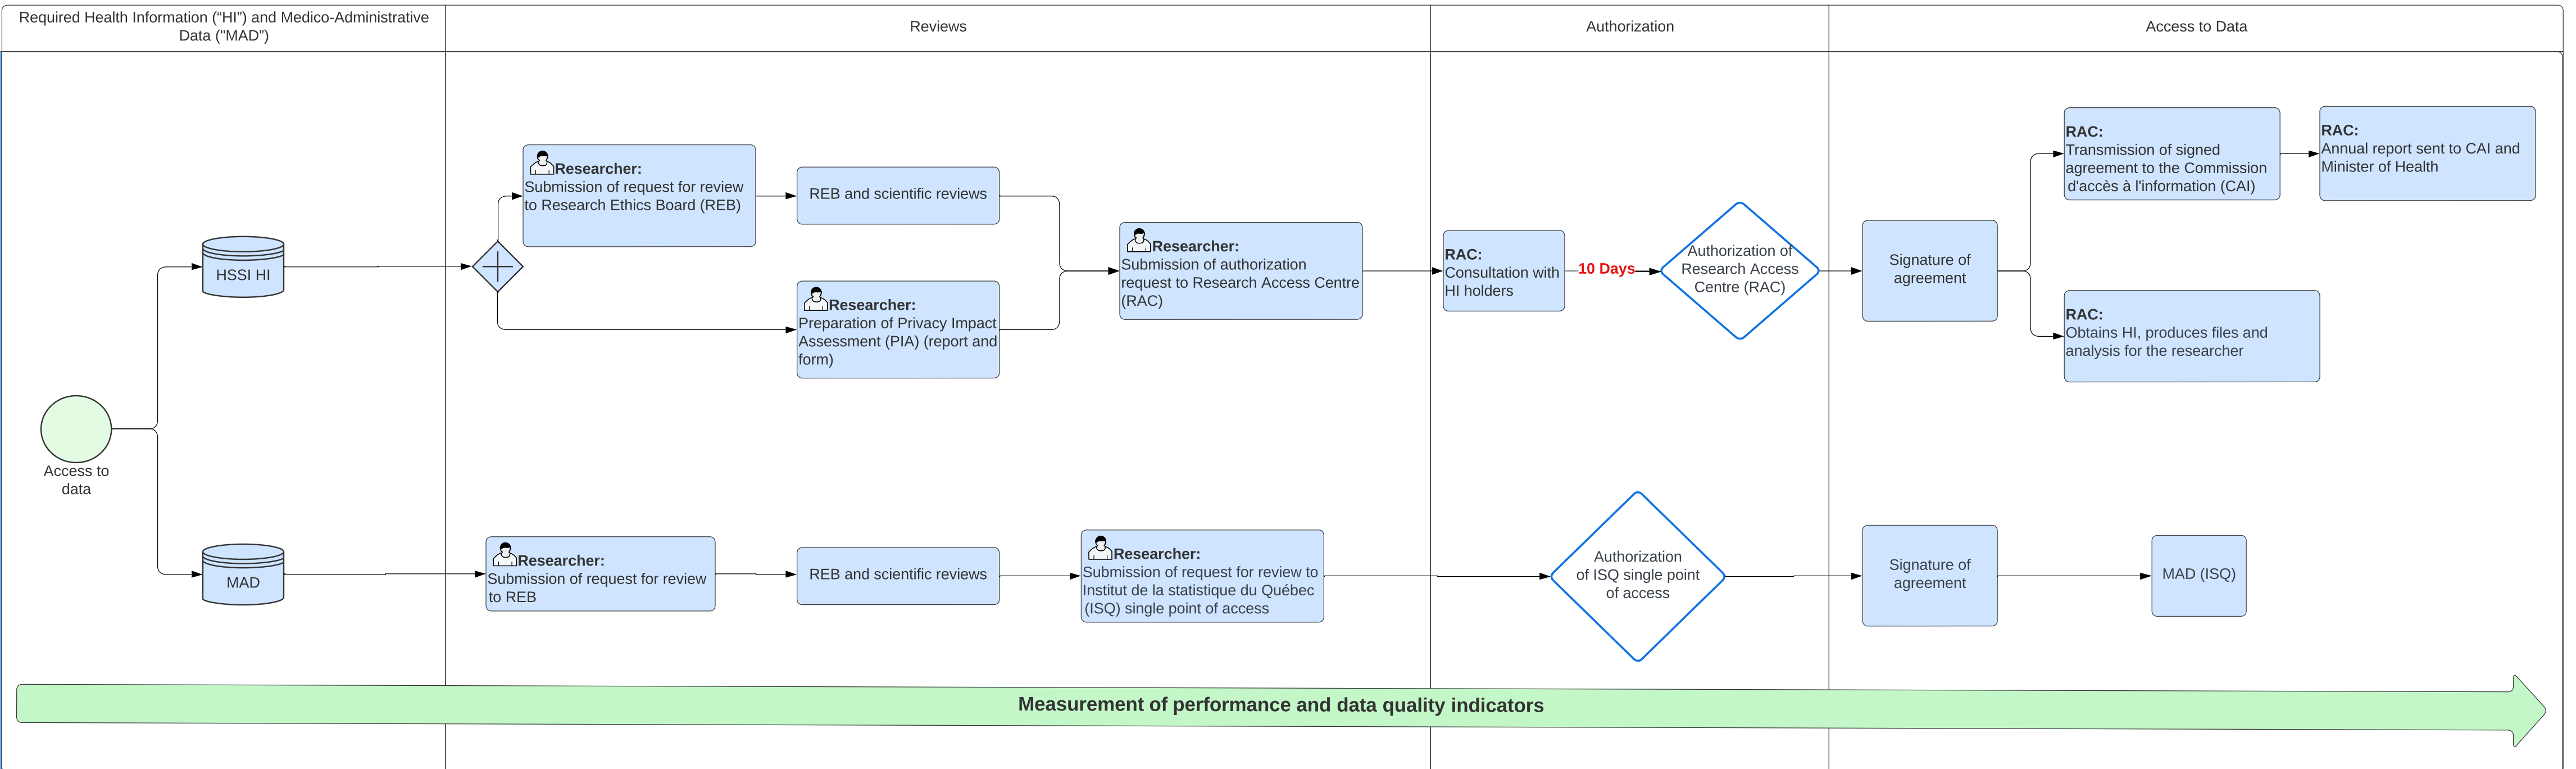 Required Health Information (“HI”) and Medico-Administrative
Data ("MAD”)
Reviews
Authorization
Access to Data
Access to
data
HSSI HI
Researcher:
Submission of request for review
to Research Ethics Board (REB)
REB and scientific reviews
Researcher:
Preparation of Privacy Impact
Assessment (PIA) (report and
form)
Researcher:
Submission of authorization
request to Research Access Centre
(RAC)
RAC:
Consultation with
HI holders
10 Days
Authorization of
Research Access
Centre (RAC)
Signature of
agreement
RAC:
Transmission of signed
agreement to the Commission
d'accès à l'information (CAI)
RAC:
Annual report sent to CAI and
Minister of Health
RAC:
Obtains HI, produces files and
analysis for the researcher
MAD
Researcher:
Submission of request for review
to REB
REB and scientific reviews
Researcher:
Submission of request for review to
Institut de la statistique du Québec
(ISQ) single point of access
Authorization
of ISQ single point
of access
Signature of
agreement
MAD (ISQ)
Measurement of performance and data quality indicators